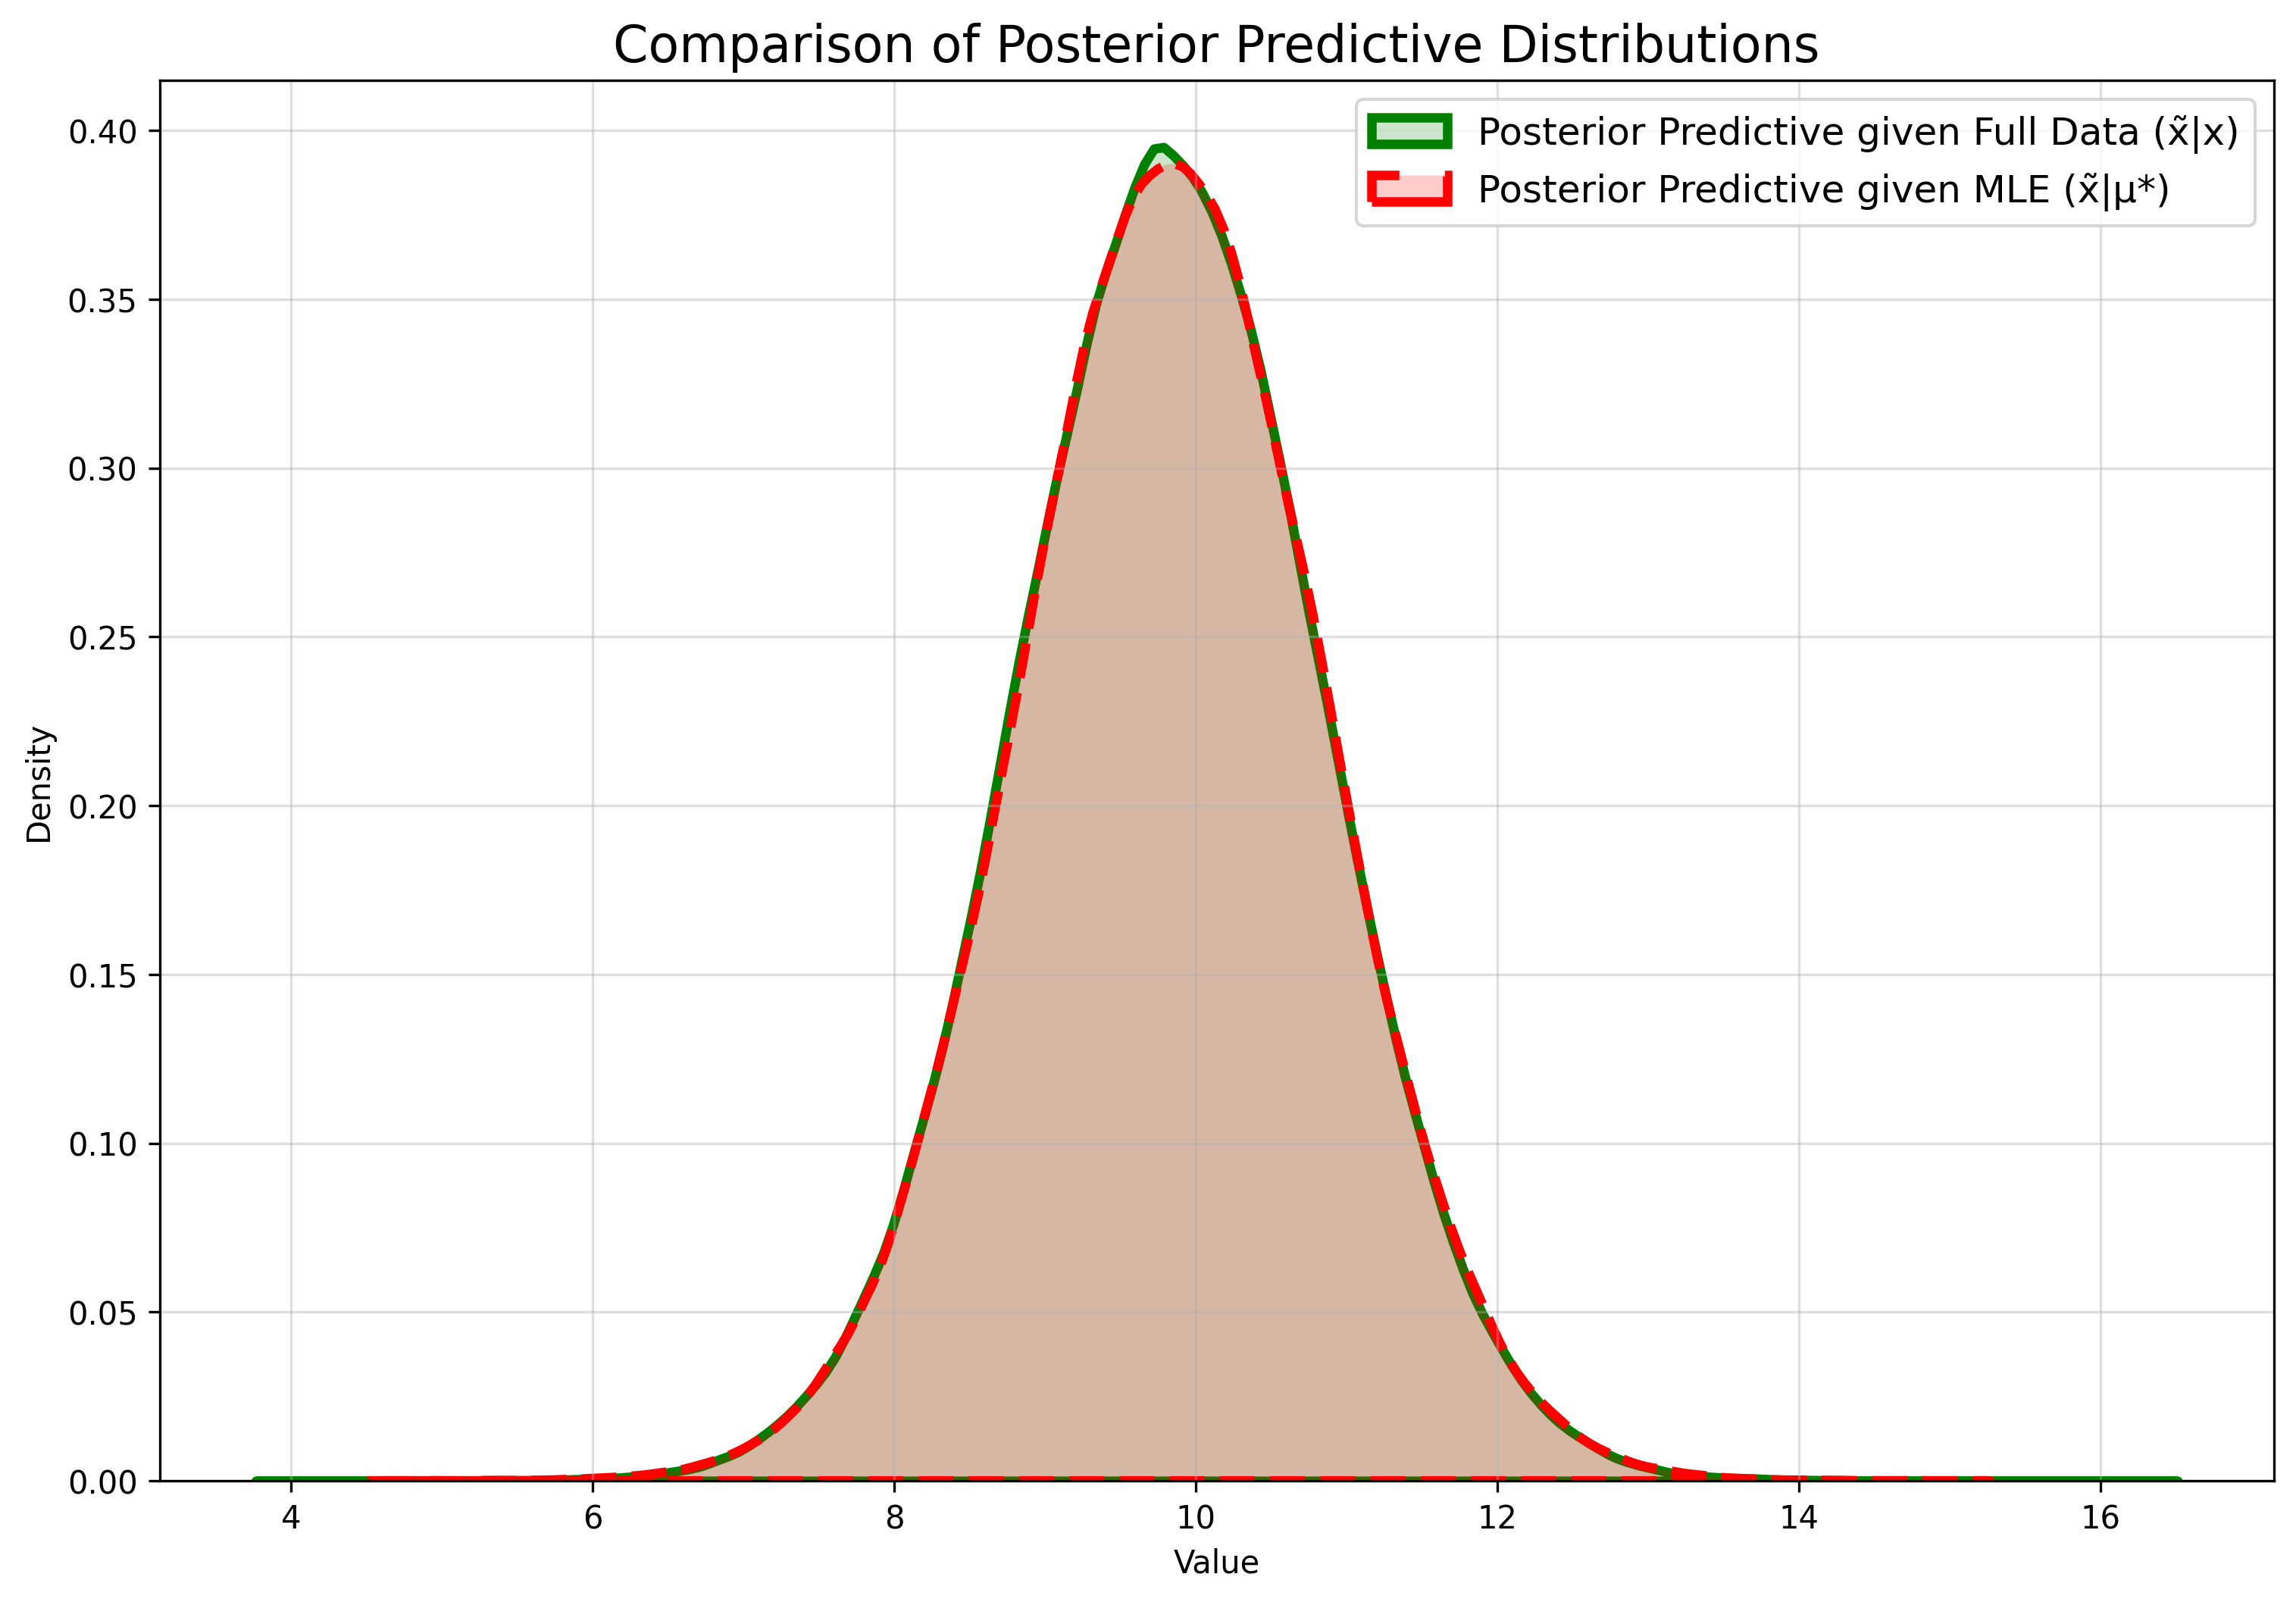 Comparison of Posterior Predictive Distributions
Posterior Predictive given Full Data (x̃|x)
Posterior Predictive given MLE (x̃|μ*)
0.40
0.35
0.30
0.25
0.20
0.15
0.10
0.05
0.00
Density
4 6 8 10 12 14 16
Value